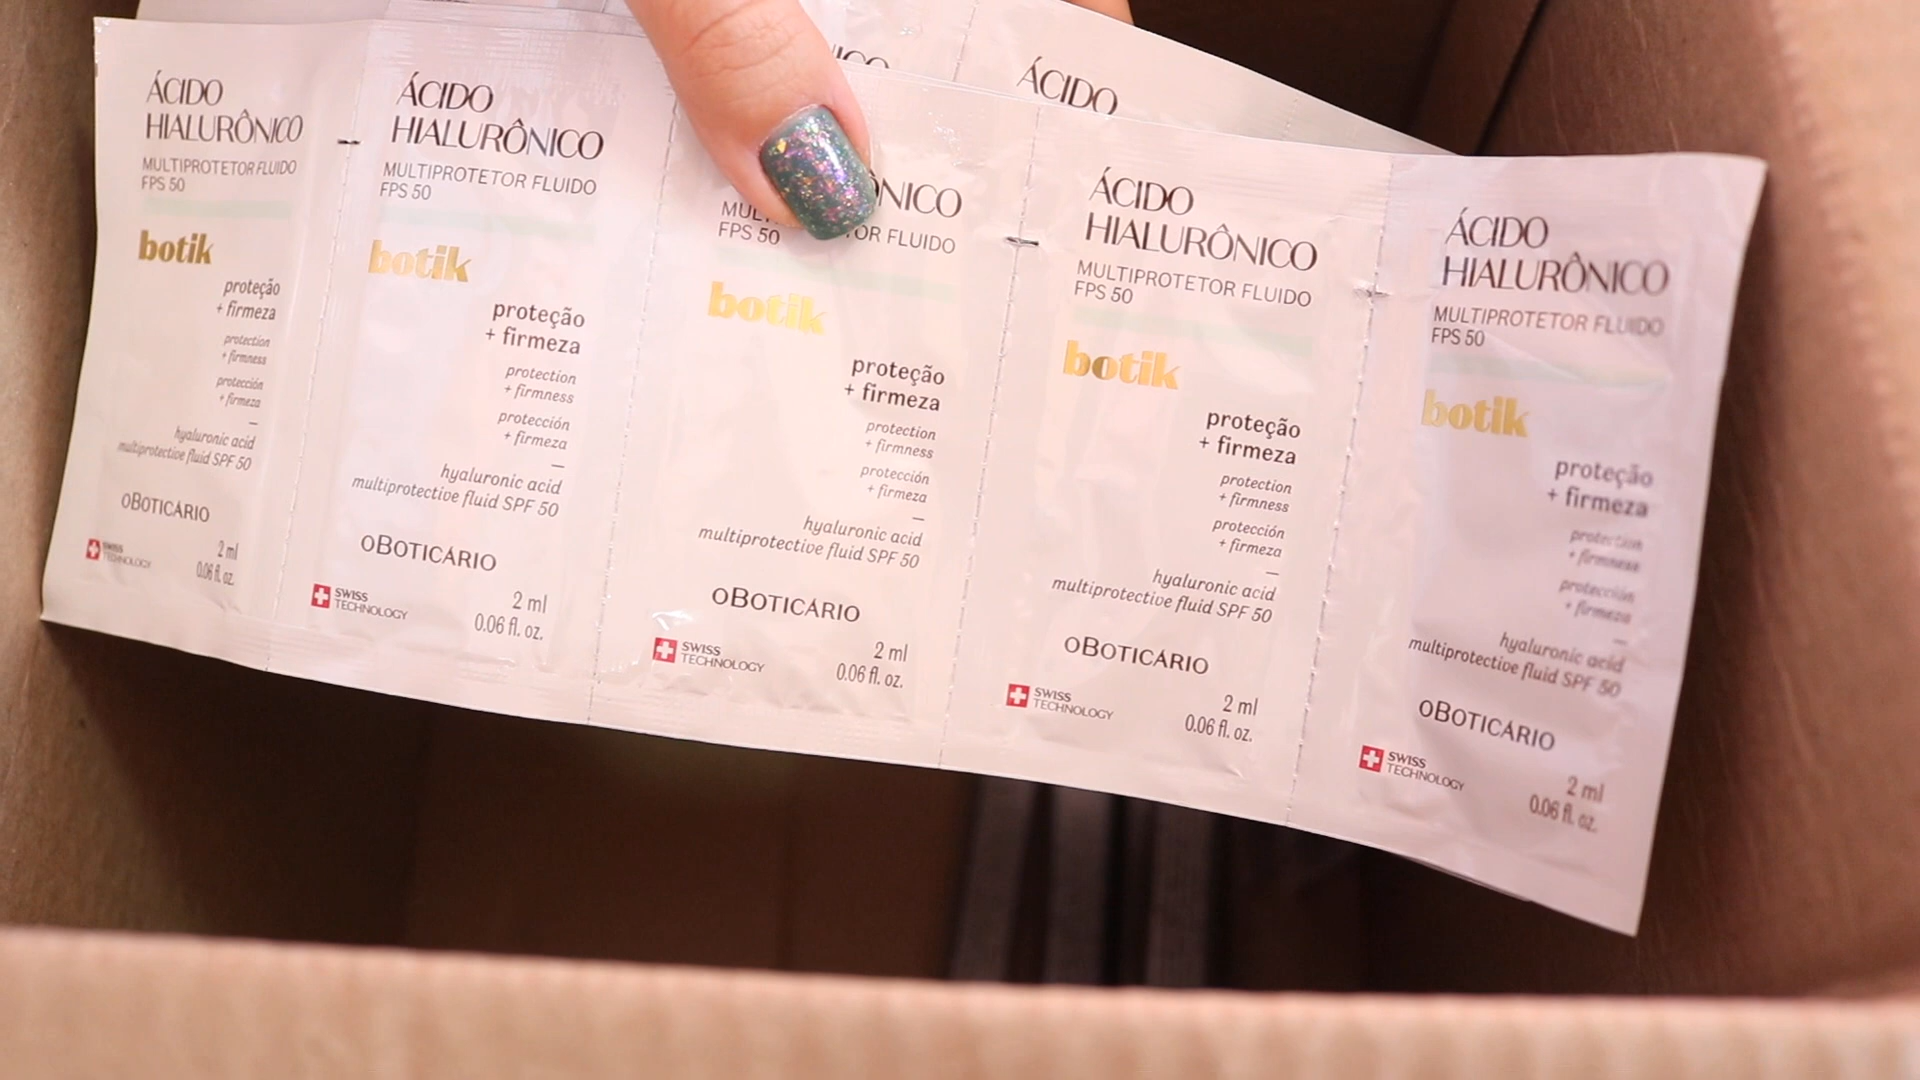 ÁCIDO
HIALURÔNICO
MULTIPROTETOR FLUIDO
FPS 50
botik
proteção
+ firmeza
protection
+ firmness
protección
+ firmeza
hyaluronic acid
multiprotective fluid SPF 50
oBOTICÁRIO
SWISS
TECHNOLOGY
2 ml
0.06 fl. oz.
ÁCIDO
HIALURÔNICO
MULTIPROTETOR FLUIDO
FPS 50
botik
proteção
+ firmeza
protection
+ firmness
protección
+ firmeza
hyaluronic acid
multiprotective fluid SPF 50
oBOTICÁRIO
SWISS
TECHNOLOGY
2 ml
0.06 fl. oz.
FLUIDO
FPS 50
botik
proteção
+ firmeza
protection
+ firmness
protección
+ firmeza
hyaluronic acid
multiprotective fluid SPF 50
oBOTICÁRIO
SWISS
TECHNOLOGY
2 ml
0.06 fl. oz.
ÁCIDO
ÁCIDO
HIALURÔNICO
MULTIPROTETOR FLUIDO
FPS 50
botik
proteção
+ firmeza
protection
+ firmness
protección
+ firmeza
hyaluronic acid
multiprotective fluid SPF 50
oBOTICÁRIO
SWISS
TECHNOLOGY
2 ml
0.06 fl. oz.
ÁCIDO
HIALURÔNICO
MULTIPROTETOR FLUIDO
FPS 50
botik
proteção
+ firmeza
protection
+ firmness
protección
+ firmeza
hyaluronic acid
multiprotective fluid SPF 50
oBOTICÁRIO
SWISS
TECHNOLOGY
2 ml
0.06 fl. oz.